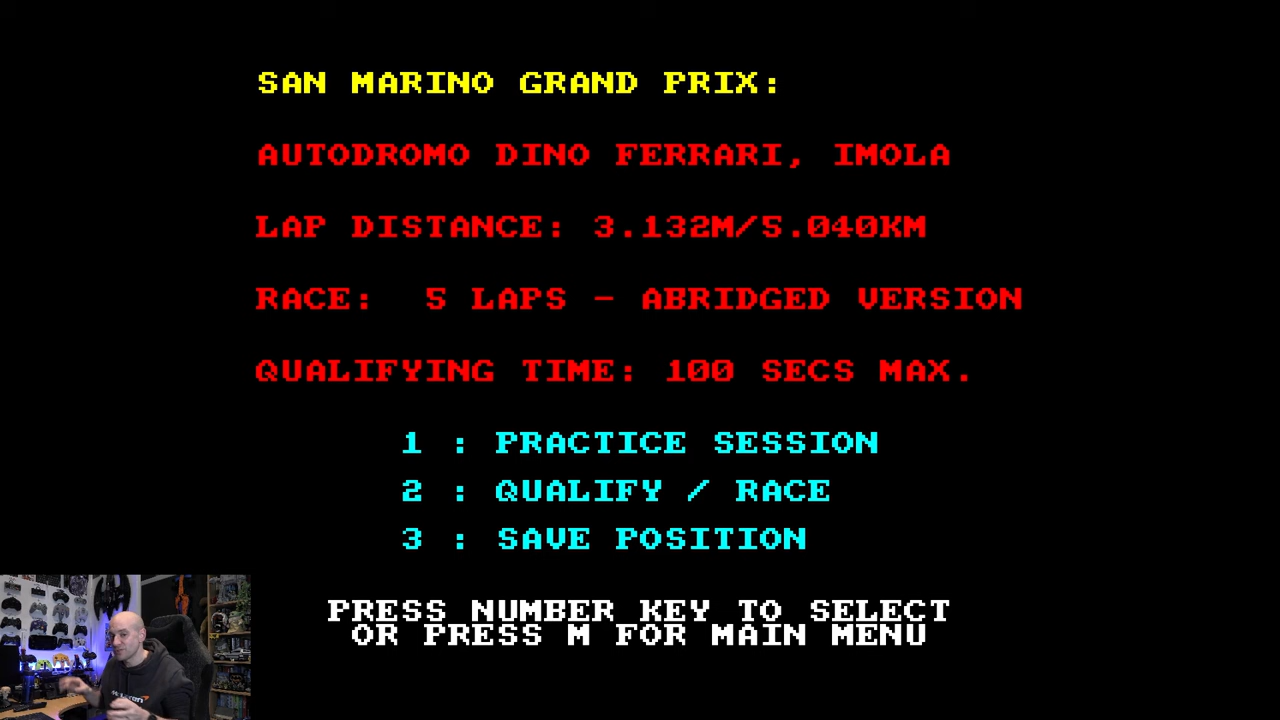 SAN MARINO GRAND PRIX:
AUTODROMO DINO FERRARI, IMOLA
LAP DISTANCE: 3.132M/5.040KM
RACE: 5 LAPS - ABRIDGED VERSION
QUALIFYING TIME: 100 SECS MAX.
1 : PRACTICE SESSION
2 : QUALIFY / RACE
3 : SAVE POSITION
PRESS NUMBER KEY TO SELECT
OR PRESS M FOR MAIN MENU